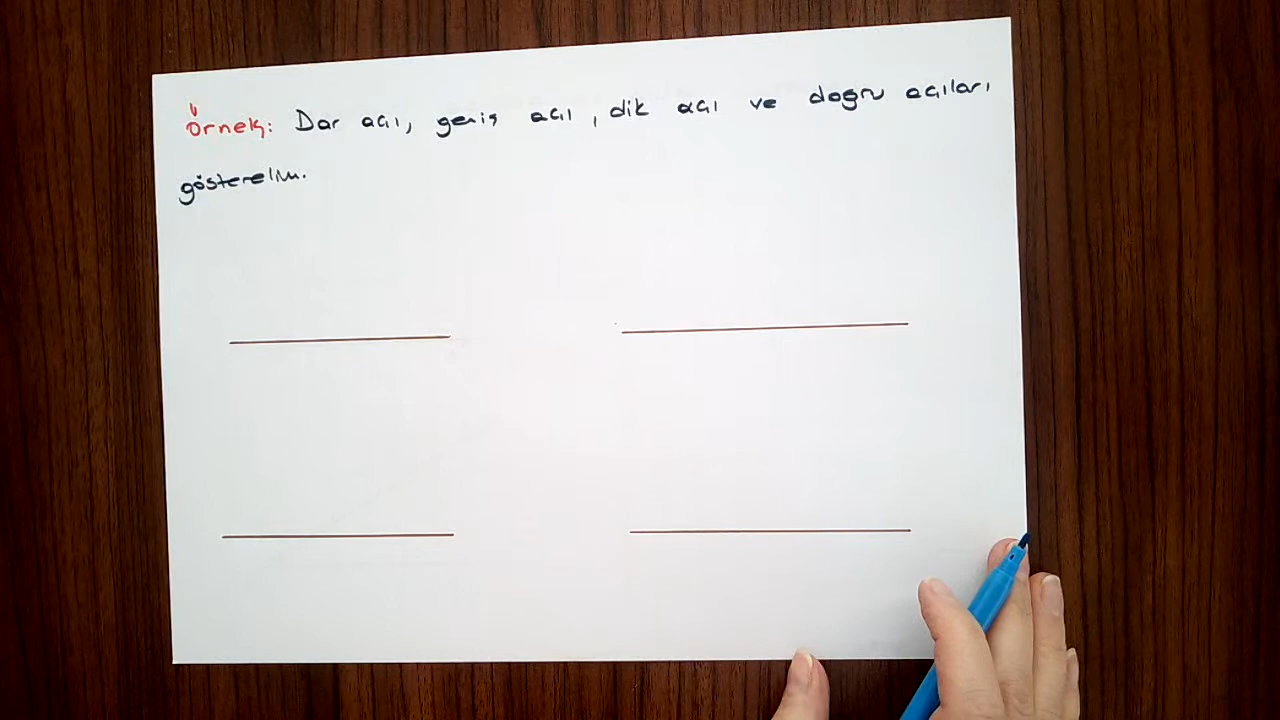 Örnek: Dar açı, geniş açı, dik açı ve doğru açıları
gösterelim.